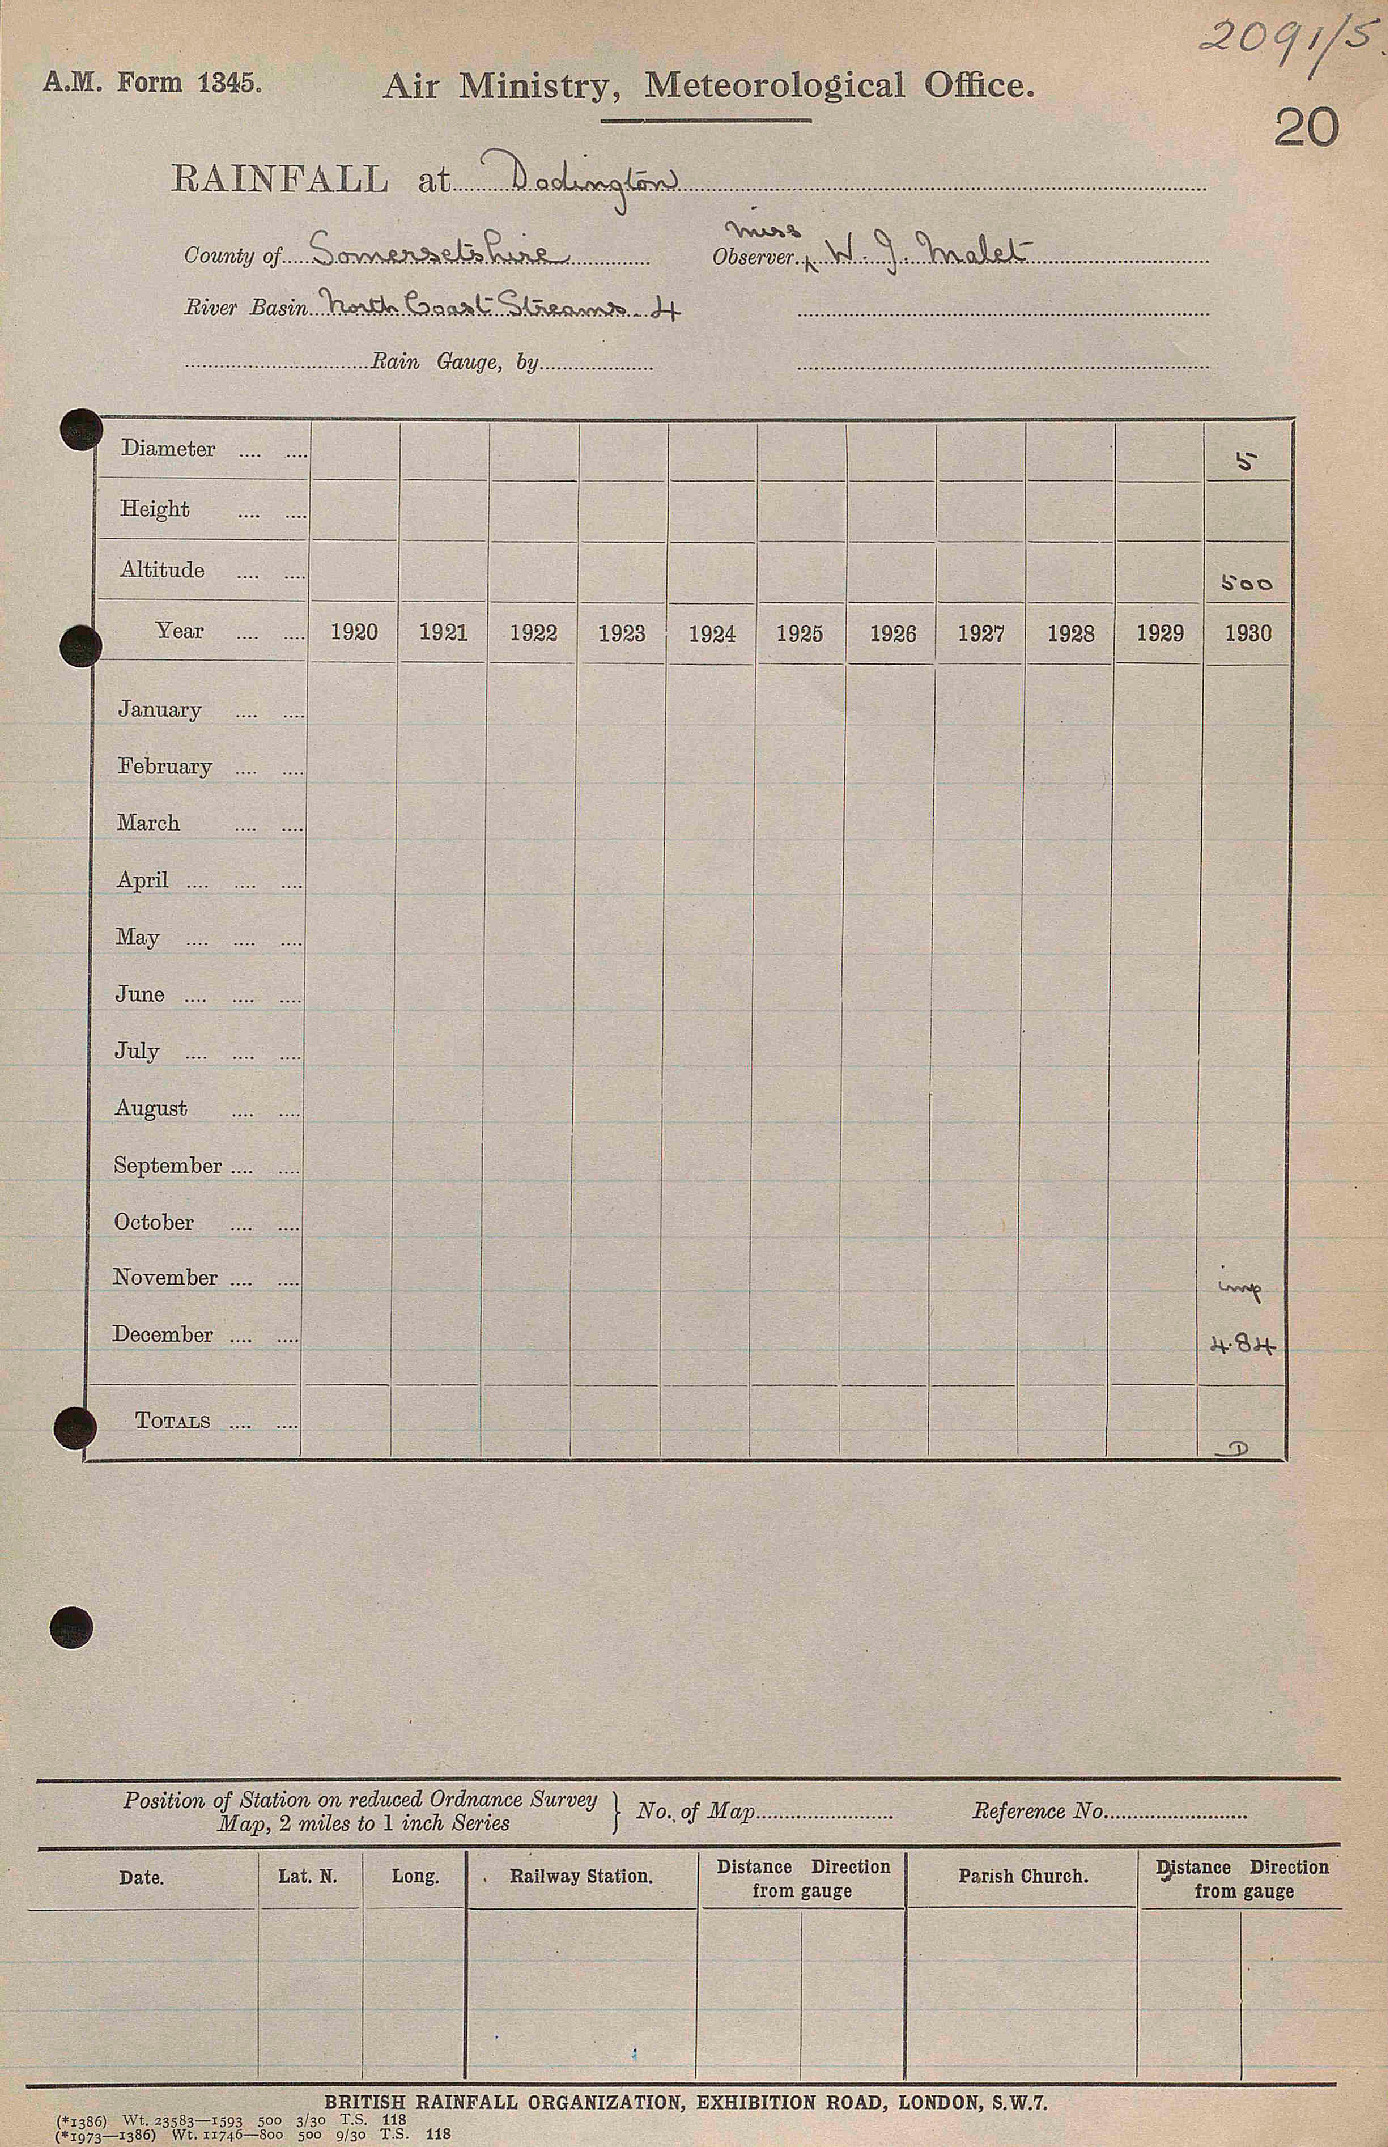 2091/5.
A.M. Form 1345. Air Ministry, Meteorological Office.
20
RAINFALL at Dodington
Miss
County of Somersetshire Observer W. J. Malet
River Basin North Coast Streams 4
Rain Gauge, by
Diameter .... .... 5
Height .... ....
Altitude .... .... 500
Year .... .... 1920 1921 1922 1923 1924 1925 1926 1927 1928 1929 1930
January .... ....
February .... ....
March .... ....
April .... .... ....
May .... .... ....
June .... .... ....
July .... .... ....
August .... ....
September .... ....
October .... ....
November .... .... imp
December .... .... 4.84
TOTALS .... ....
D
Position of Station on reduced Ordnance Survey
Map, 2 miles to 1 inch Series } No. of Map Reference No.
Date. Lat. N. Long. Railway Station. Distance Direction from gauge Parish Church. Distance Direction from gauge
BRITISH RAINFALL ORGANIZATION, EXHIBITION ROAD, LONDON, S.W.7.
(*1386) Wt. 23583—1593 500 3/30 T.S. 118
(*1973—1386) Wt. 11746—800 500 9/30 T.S. 118